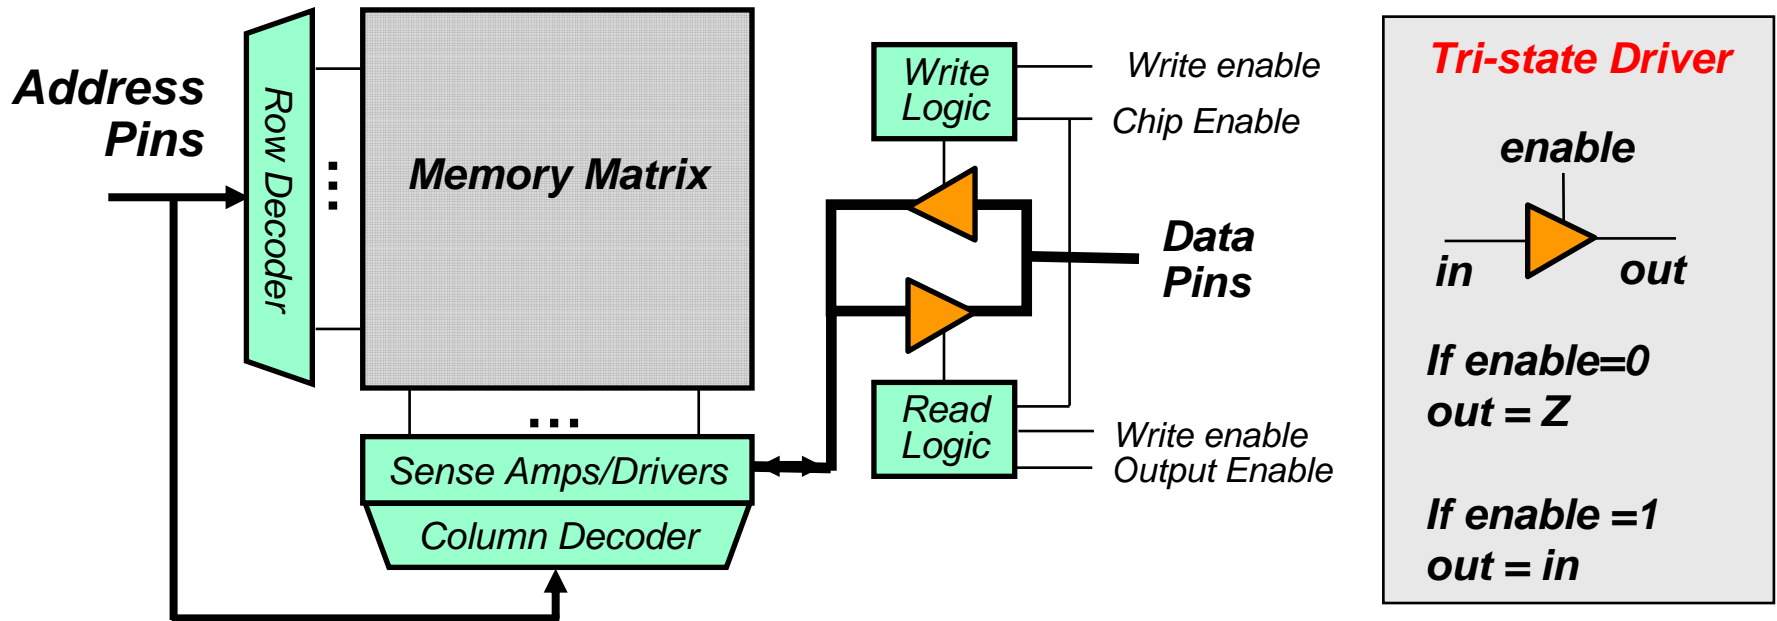 Address
Pins
Row Decoder
...
Memory Matrix
...
Sense Amps/Drivers
Column Decoder
Write
Logic
Write enable
Chip Enable
Data
Pins
Read
Logic
Write enable
Output Enable
Tri-state Driver
enable
in
out
If enable=0
out = Z
If enable =1
out = in